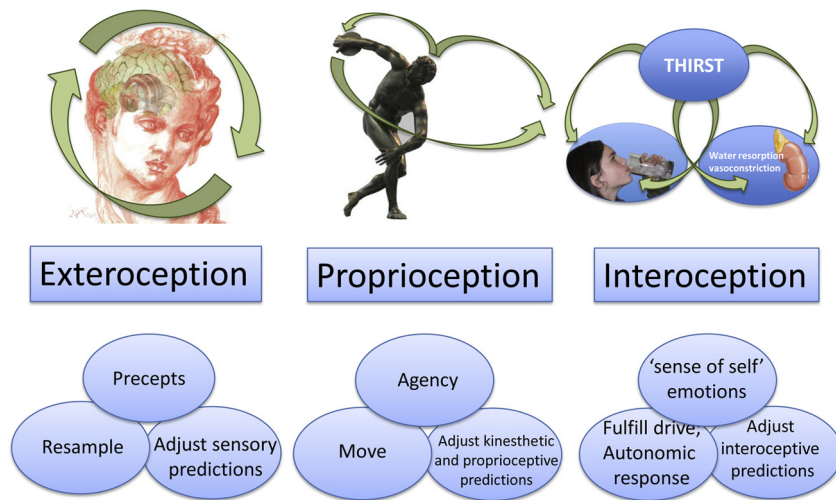 THIRST
Water resorption
vasoconstriction
Exteroception
Proprioception
Interoception
Precepts
Resample
Adjust sensory
predictions
Agency
Move
Adjust kinesthetic
and proprioceptive
predictions
‘sense of self’
emotions
Fulfill drive,
Autonomic
response
Adjust
interoceptive
predictions